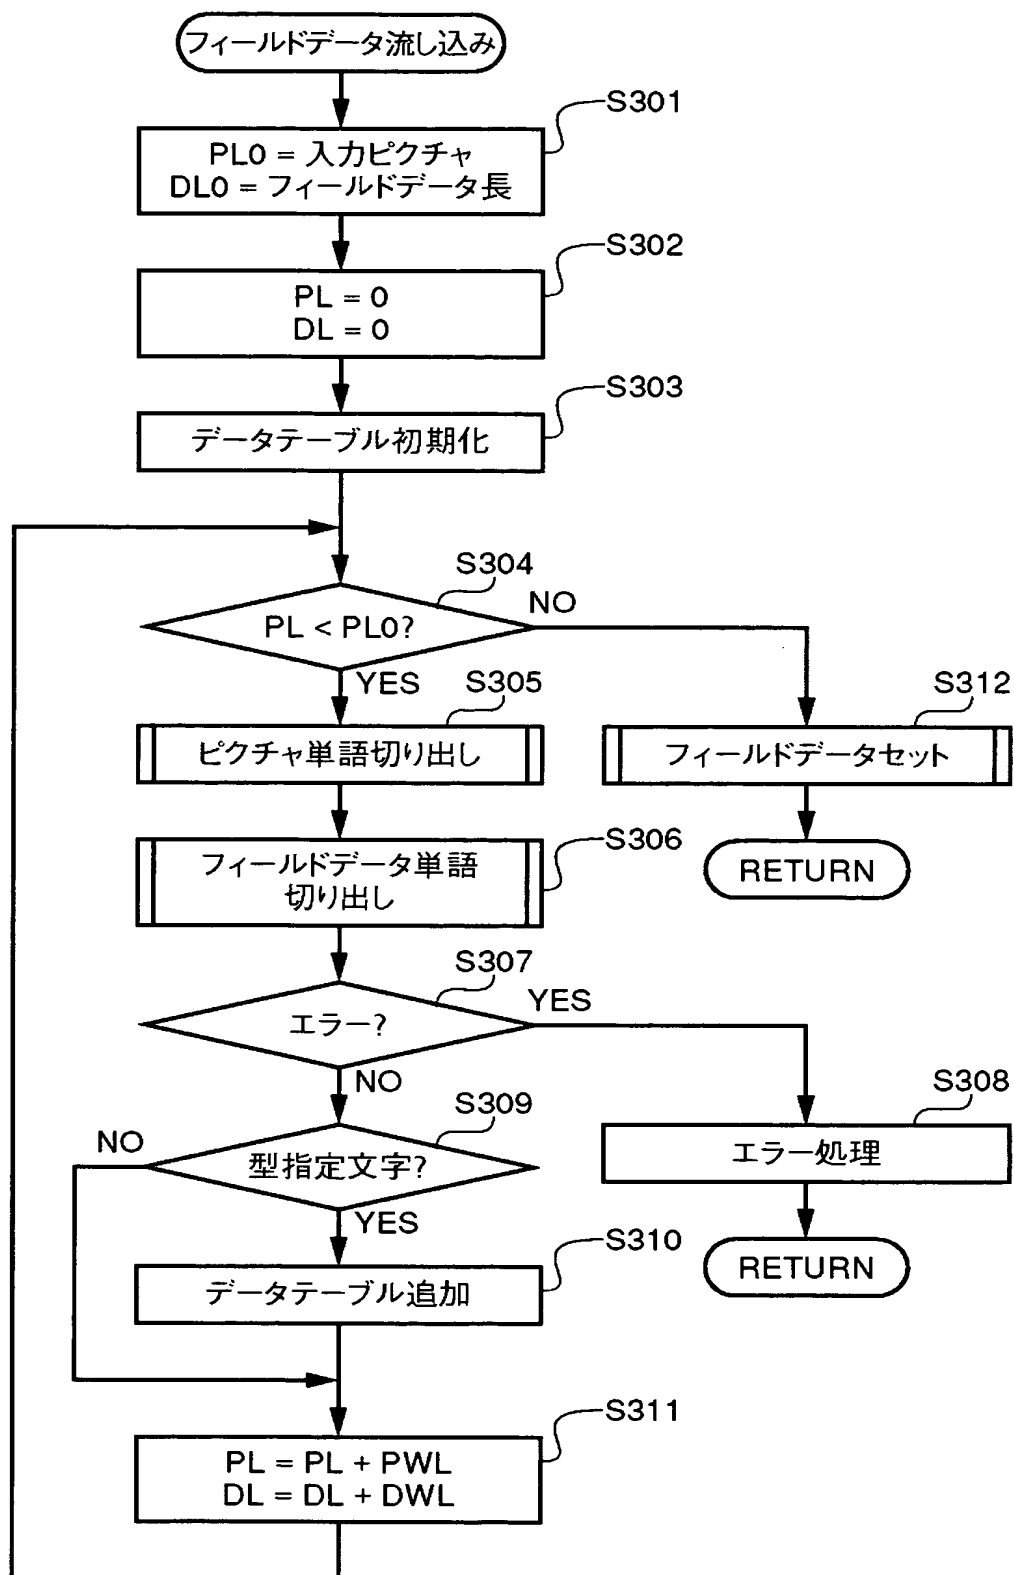 フィールドデータ流し込み
S301
PL0 = 入力ピクチャ
DL0 = フィールドデータ長
S302
PL = 0
DL = 0
S303
データテーブル初期化
S304
PL < PL0?
NO
YES
S305
ピクチャ単語切り出し
S312
フィールドデータセット
S306
フィールドデータ単語
切り出し
RETURN
S307
エラー?
YES
NO
S308
エラー処理
S309
型指定文字?
NO
YES
RETURN
S310
データテーブル追加
S311
PL = PL + PWL
DL = DL + DWL